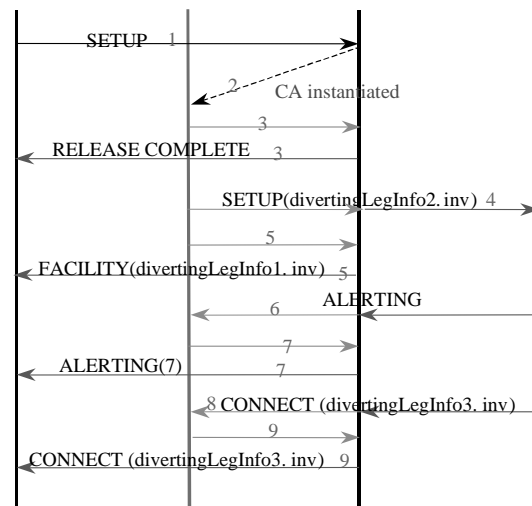 SETUP 1
2
CA instantiated
3
RELEASE COMPLETE 3
SETUP(divertingLegInfo2. inv) 4
5
FACILITY(divertingLegInfo1. inv) 5
ALERTING
6
7
ALERTING(7) 7
8 CONNECT (divertingLegInfo3. inv)
9
CONNECT (divertingLegInfo3. inv) 9